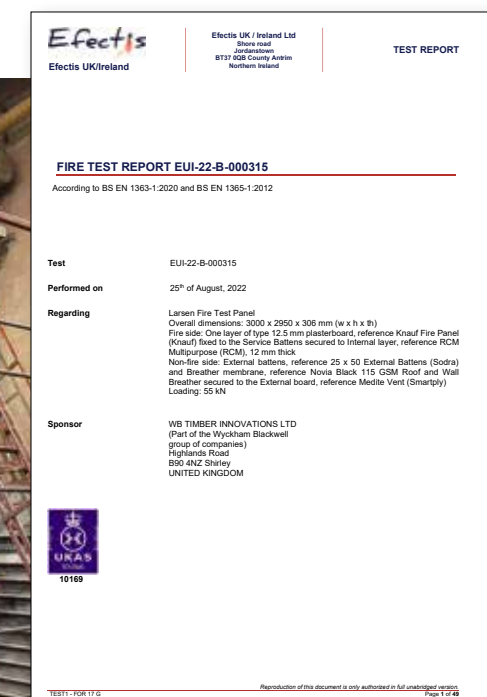 Efectis
Efectis UK/Ireland
Efectis UK / Ireland Ltd
Shore road
Jordanstown
BT37 0QB County Antrim
Northern Ireland
TEST REPORT
FIRE TEST REPORT EUI-22-B-000315
According to BS EN 1363-1:2020 and BS EN 1365-1:2012
Test EUI-22-B-000315
Performed on 25th of August, 2022
Regarding Larsen Fire Test Panel
Overall dimensions: 3000 x 2950 x 306 mm (w x h x th)
Fire side: One layer of type 12.5 mm plasterboard, reference Knauf Fire Panel
(Knauf) fixed to the Service Battens secured to Internal layer, reference RCM
Multipurpose (RCM), 12 mm thick
Non-fire side: External battens, reference 25 x 50 External Battens (Sodra)
and Breather membrane, reference Novia Black 115 GSM Roof and Wall
Breather secured to the External board, reference Medite Vent (Smartply)
Loading: 55 kN
Sponsor WB TIMBER INNOVATIONS LTD
(Part of the Wyckham Blackwell
group of companies)
Highlands Road
B90 4NZ Shirley
UNITED KINGDOM
UKAS
10169
Reproduction of this document is only authorized in full unabridged version.
TEST1 - FOR 17 G
Page 1 of 49